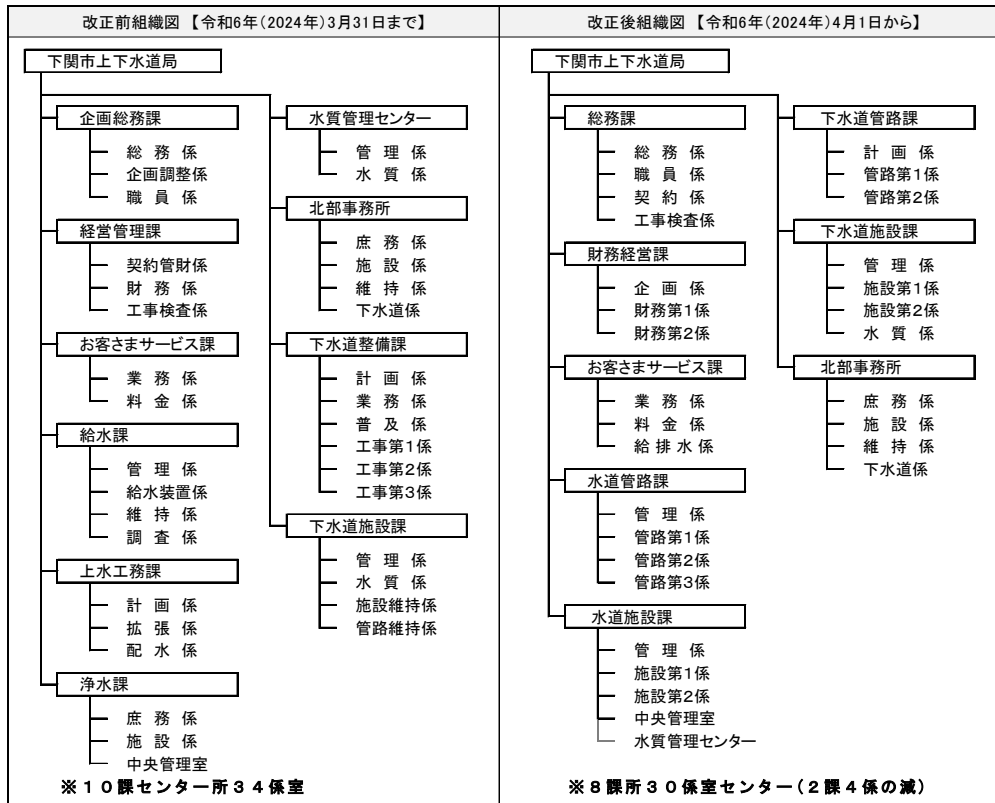 改正前組織図 【令和6年(2024年)3月31日まで】
下関市上下水道局
企画総務課
総 務 係
企画調整係
職 員 係
経営管理課
契約管財係
財 務 係
工事検査係
お客さまサービス課
業 務 係
料 金 係
給水課
管 理 係
給水装置係
維 持 係
調 査 係
上水工務課
計 画 係
拡 張 係
配 水 係
浄水課
庶 務 係
施 設 係
中央管理室
水質管理センター
管 理 係
水 質 係
北部事務所
庶 務 係
施 設 係
維 持 係
下水道係
下水道整備課
計 画 係
業 務 係
普 及 係
工事第1係
工事第2係
工事第3係
下水道施設課
管 理 係
水 質 係
施設維持係
管路維持係
※10課センター所34係室
改正後組織図 【令和6年(2024年)4月1日から】
下関市上下水道局
総務課
総 務 係
職 員 係
契 約 係
工事検査係
財務経営課
企 画 係
財務第1係
財務第2係
お客さまサービス課
業 務 係
料 金 係
給 排 水 係
水道管路課
管 理 係
管路第1係
管路第2係
管路第3係
水道施設課
管 理 係
施設第1係
施設第2係
中央管理室
水質管理センター
下水道管路課
計 画 係
管路第1係
管路第2係
下水道施設課
管 理 係
施設第1係
施設第2係
水 質 係
北部事務所
庶 務 係
施 設 係
維 持 係
下水道係
※8課所30係室センター(2課4係の減)